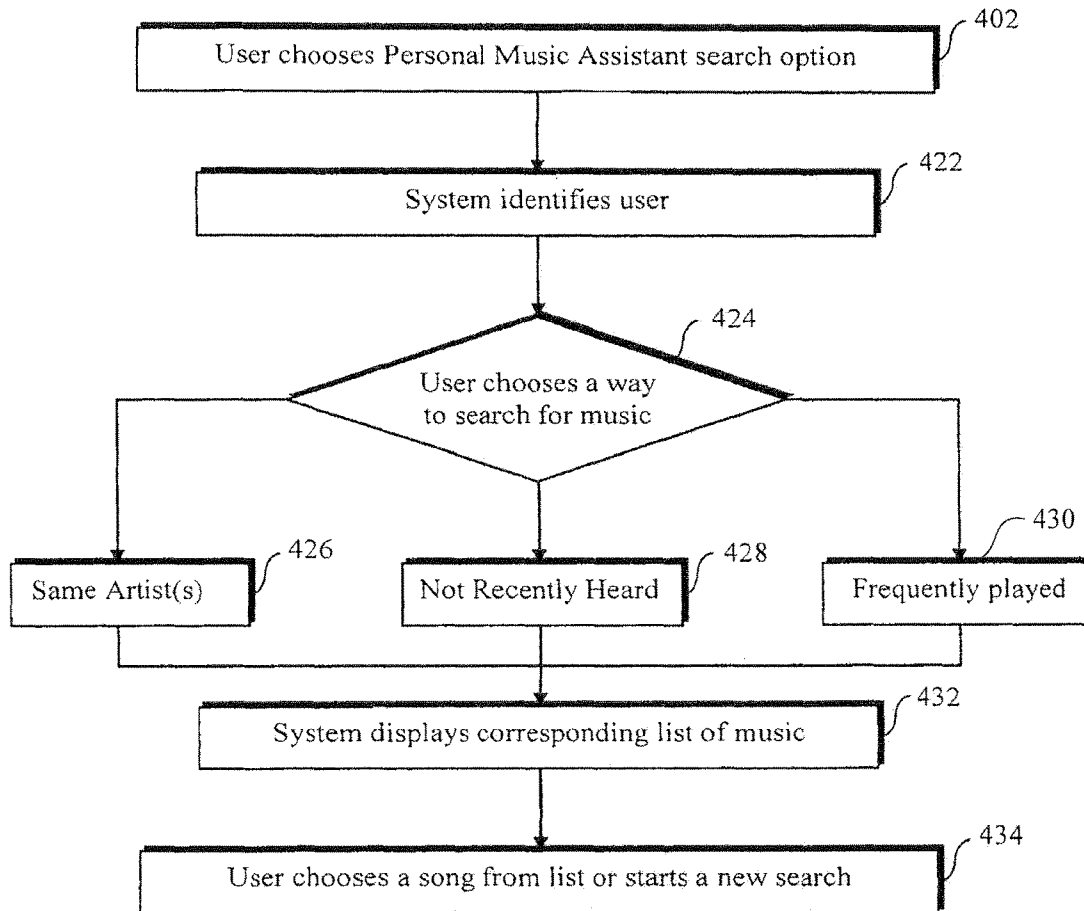 402
User chooses Personal Music Assistant search option
422
System identifies user
424
User chooses a way
to search for music
426
Same Artist(s)
428
Not Recently Heard
430
Frequently played
432
System displays corresponding list of music
434
User chooses a song from list or starts a new search